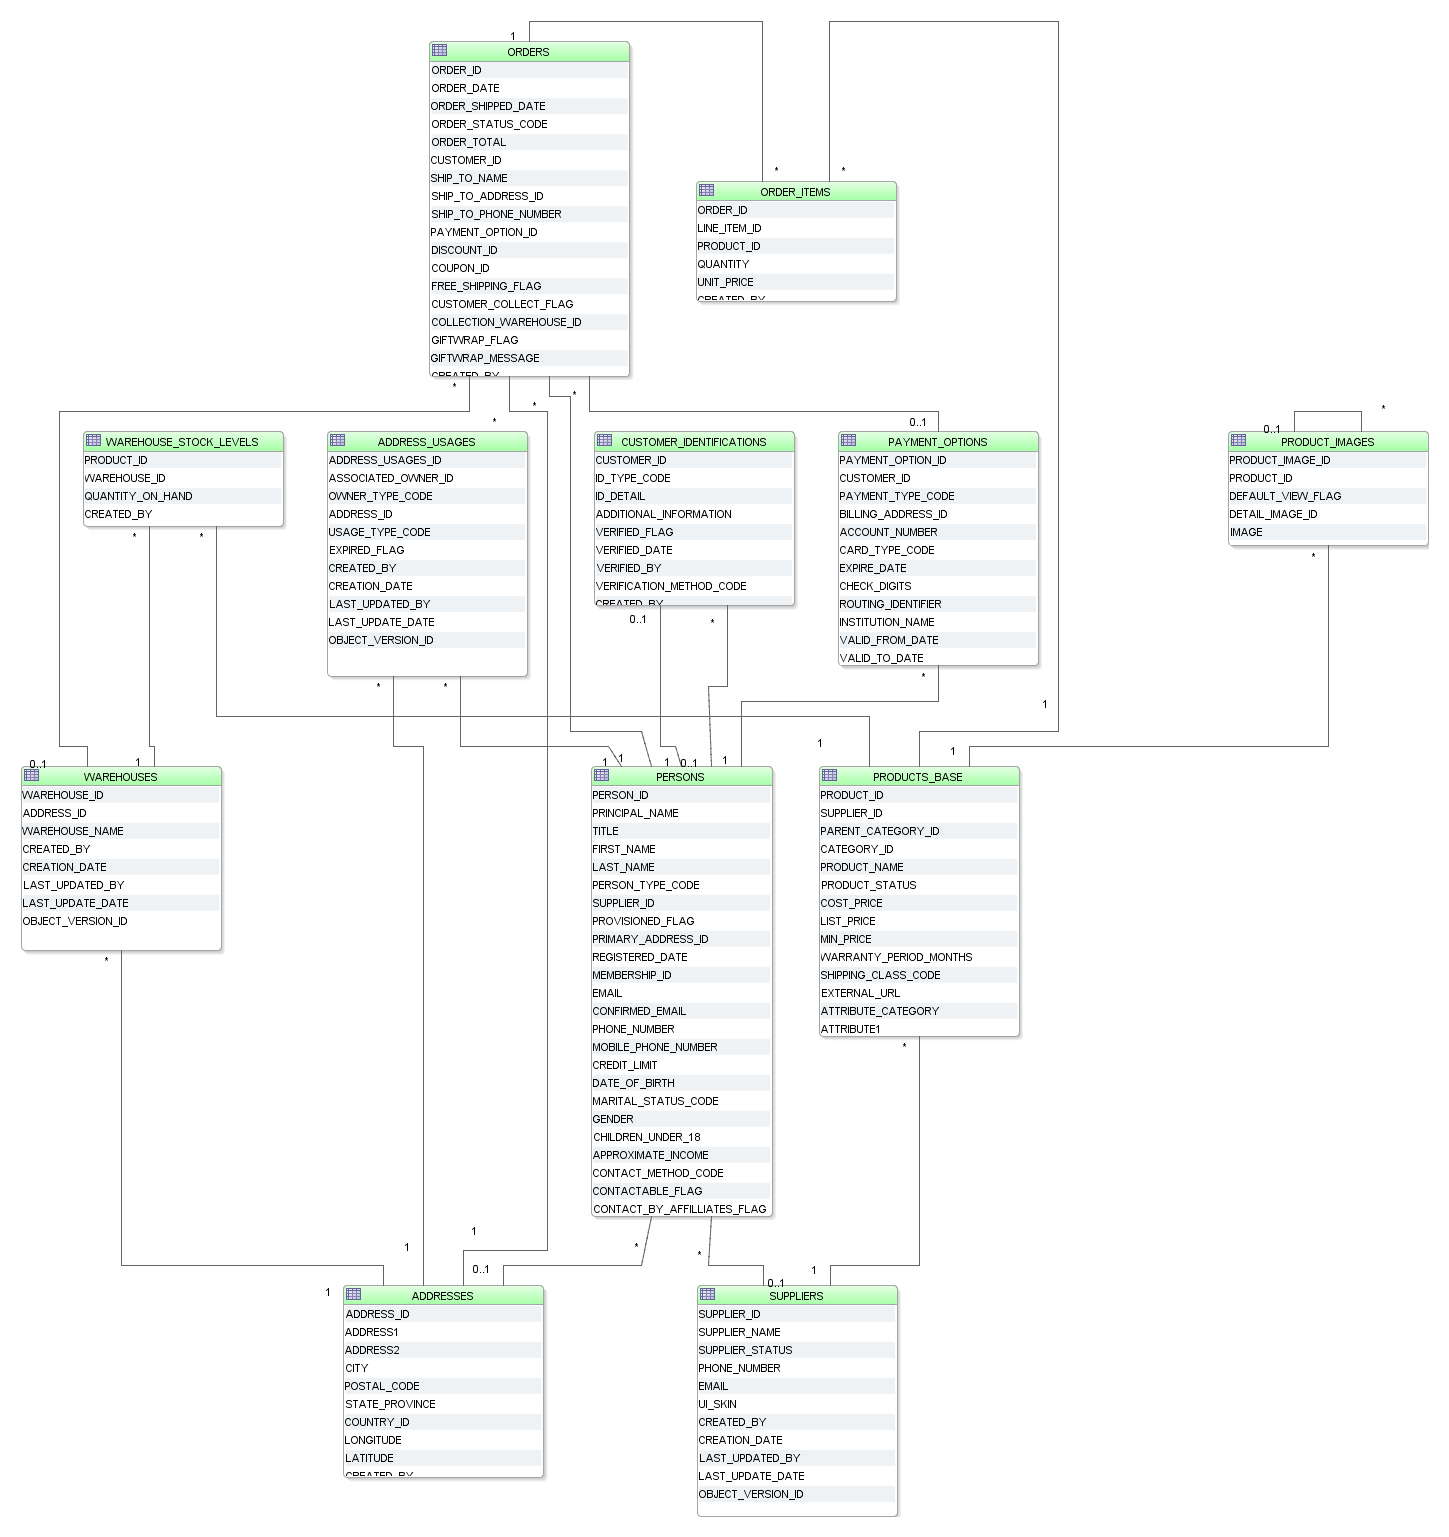 1
ORDERS
ORDER_ID
ORDER_DATE
ORDER_SHIPPED_DATE
ORDER_STATUS_CODE
ORDER_TOTAL
CUSTOMER_ID
SHIP_TO_NAME
SHIP_TO_ADDRESS_ID
SHIP_TO_PHONE_NUMBER
PAYMENT_OPTION_ID
DISCOUNT_ID
COUPON_ID
FREE_SHIPPING_FLAG
CUSTOMER_COLLECT_FLAG
COLLECTION_WAREHOUSE_ID
GIFTWRAP_FLAG
GIFTWRAP_MESSAGE
CREATED_BY
* * * *
* *
ORDER_ITEMS
ORDER_ID
LINE_ITEM_ID
PRODUCT_ID
QUANTITY
UNIT_PRICE
CREATED_BY
WAREHOUSE_STOCK_LEVELS
PRODUCT_ID
WAREHOUSE_ID
QUANTITY_ON_HAND
CREATED_BY
* *
ADDRESS_USAGES
ADDRESS_USAGES_ID
ASSOCIATED_OWNER_ID
OWNER_TYPE_CODE
ADDRESS_ID
USAGE_TYPE_CODE
EXPIRED_FLAG
CREATED_BY
CREATION_DATE
LAST_UPDATED_BY
LAST_UPDATE_DATE
OBJECT_VERSION_ID
* *
CUSTOMER_IDENTIFICATIONS
CUSTOMER_ID
ID_TYPE_CODE
ID_DETAIL
ADDITIONAL_INFORMATION
VERIFIED_FLAG
VERIFIED_DATE
VERIFIED_BY
VERIFICATION_METHOD_CODE
CREATED_BY
0..1 *
0..1
PAYMENT_OPTIONS
PAYMENT_OPTION_ID
CUSTOMER_ID
PAYMENT_TYPE_CODE
BILLING_ADDRESS_ID
ACCOUNT_NUMBER
CARD_TYPE_CODE
EXPIRE_DATE
CHECK_DIGITS
ROUTING_IDENTIFIER
INSTITUTION_NAME
VALID_FROM_DATE
VALID_TO_DATE
*
0..1 *
PRODUCT_IMAGES
PRODUCT_IMAGE_ID
PRODUCT_ID
DEFAULT_VIEW_FLAG
DETAIL_IMAGE_ID
IMAGE
*
0..1 1
WAREHOUSES
WAREHOUSE_ID
ADDRESS_ID
WAREHOUSE_NAME
CREATED_BY
CREATION_DATE
LAST_UPDATED_BY
LAST_UPDATE_DATE
OBJECT_VERSION_ID
*
1 1 1 0..1 1
PERSONS
PERSON_ID
PRINCIPAL_NAME
TITLE
FIRST_NAME
LAST_NAME
PERSON_TYPE_CODE
SUPPLIER_ID
PROVISIONED_FLAG
PRIMARY_ADDRESS_ID
REGISTERED_DATE
MEMBERSHIP_ID
EMAIL
CONFIRMED_EMAIL
PHONE_NUMBER
MOBILE_PHONE_NUMBER
CREDIT_LIMIT
DATE_OF_BIRTH
MARITAL_STATUS_CODE
GENDER
CHILDREN_UNDER_18
APPROXIMATE_INCOME
CONTACT_METHOD_CODE
CONTACTABLE_FLAG
CONTACT_BY_AFFILLIATES_FLAG
* *
1 1 1
PRODUCTS_BASE
PRODUCT_ID
SUPPLIER_ID
PARENT_CATEGORY_ID
CATEGORY_ID
PRODUCT_NAME
PRODUCT_STATUS
COST_PRICE
LIST_PRICE
MIN_PRICE
WARRANTY_PERIOD_MONTHS
SHIPPING_CLASS_CODE
EXTERNAL_URL
ATTRIBUTE_CATEGORY
ATTRIBUTE1
*
1 1 1 0..1
ADDRESSES
ADDRESS_ID
ADDRESS1
ADDRESS2
CITY
POSTAL_CODE
STATE_PROVINCE
COUNTRY_ID
LONGITUDE
LATITUDE
CREATED_BY
0..1 1
SUPPLIERS
SUPPLIER_ID
SUPPLIER_NAME
SUPPLIER_STATUS
PHONE_NUMBER
EMAIL
UI_SKIN
CREATED_BY
CREATION_DATE
LAST_UPDATED_BY
LAST_UPDATE_DATE
OBJECT_VERSION_ID